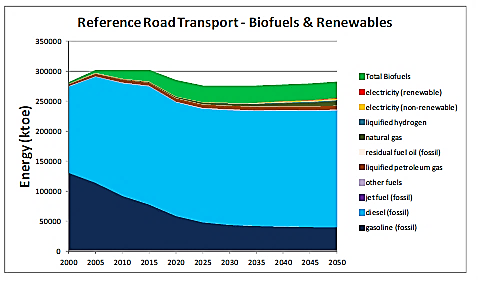 Reference Road Transport - Biofuels & Renewables
Energy (ktoe)
350000
300000
250000
200000
150000
100000
50000
0
2000 2005 2010 2015 2020 2025 2030 2035 2040 2045 2050
Total Biofuels
electricity (renewable)
electricity (non-renewable)
liquified hydrogen
natural gas
residual fuel oil (fossil)
liquified petroleum gas
other fuels
jet fuel (fossil)
diesel (fossil)
gasoline (fossil)